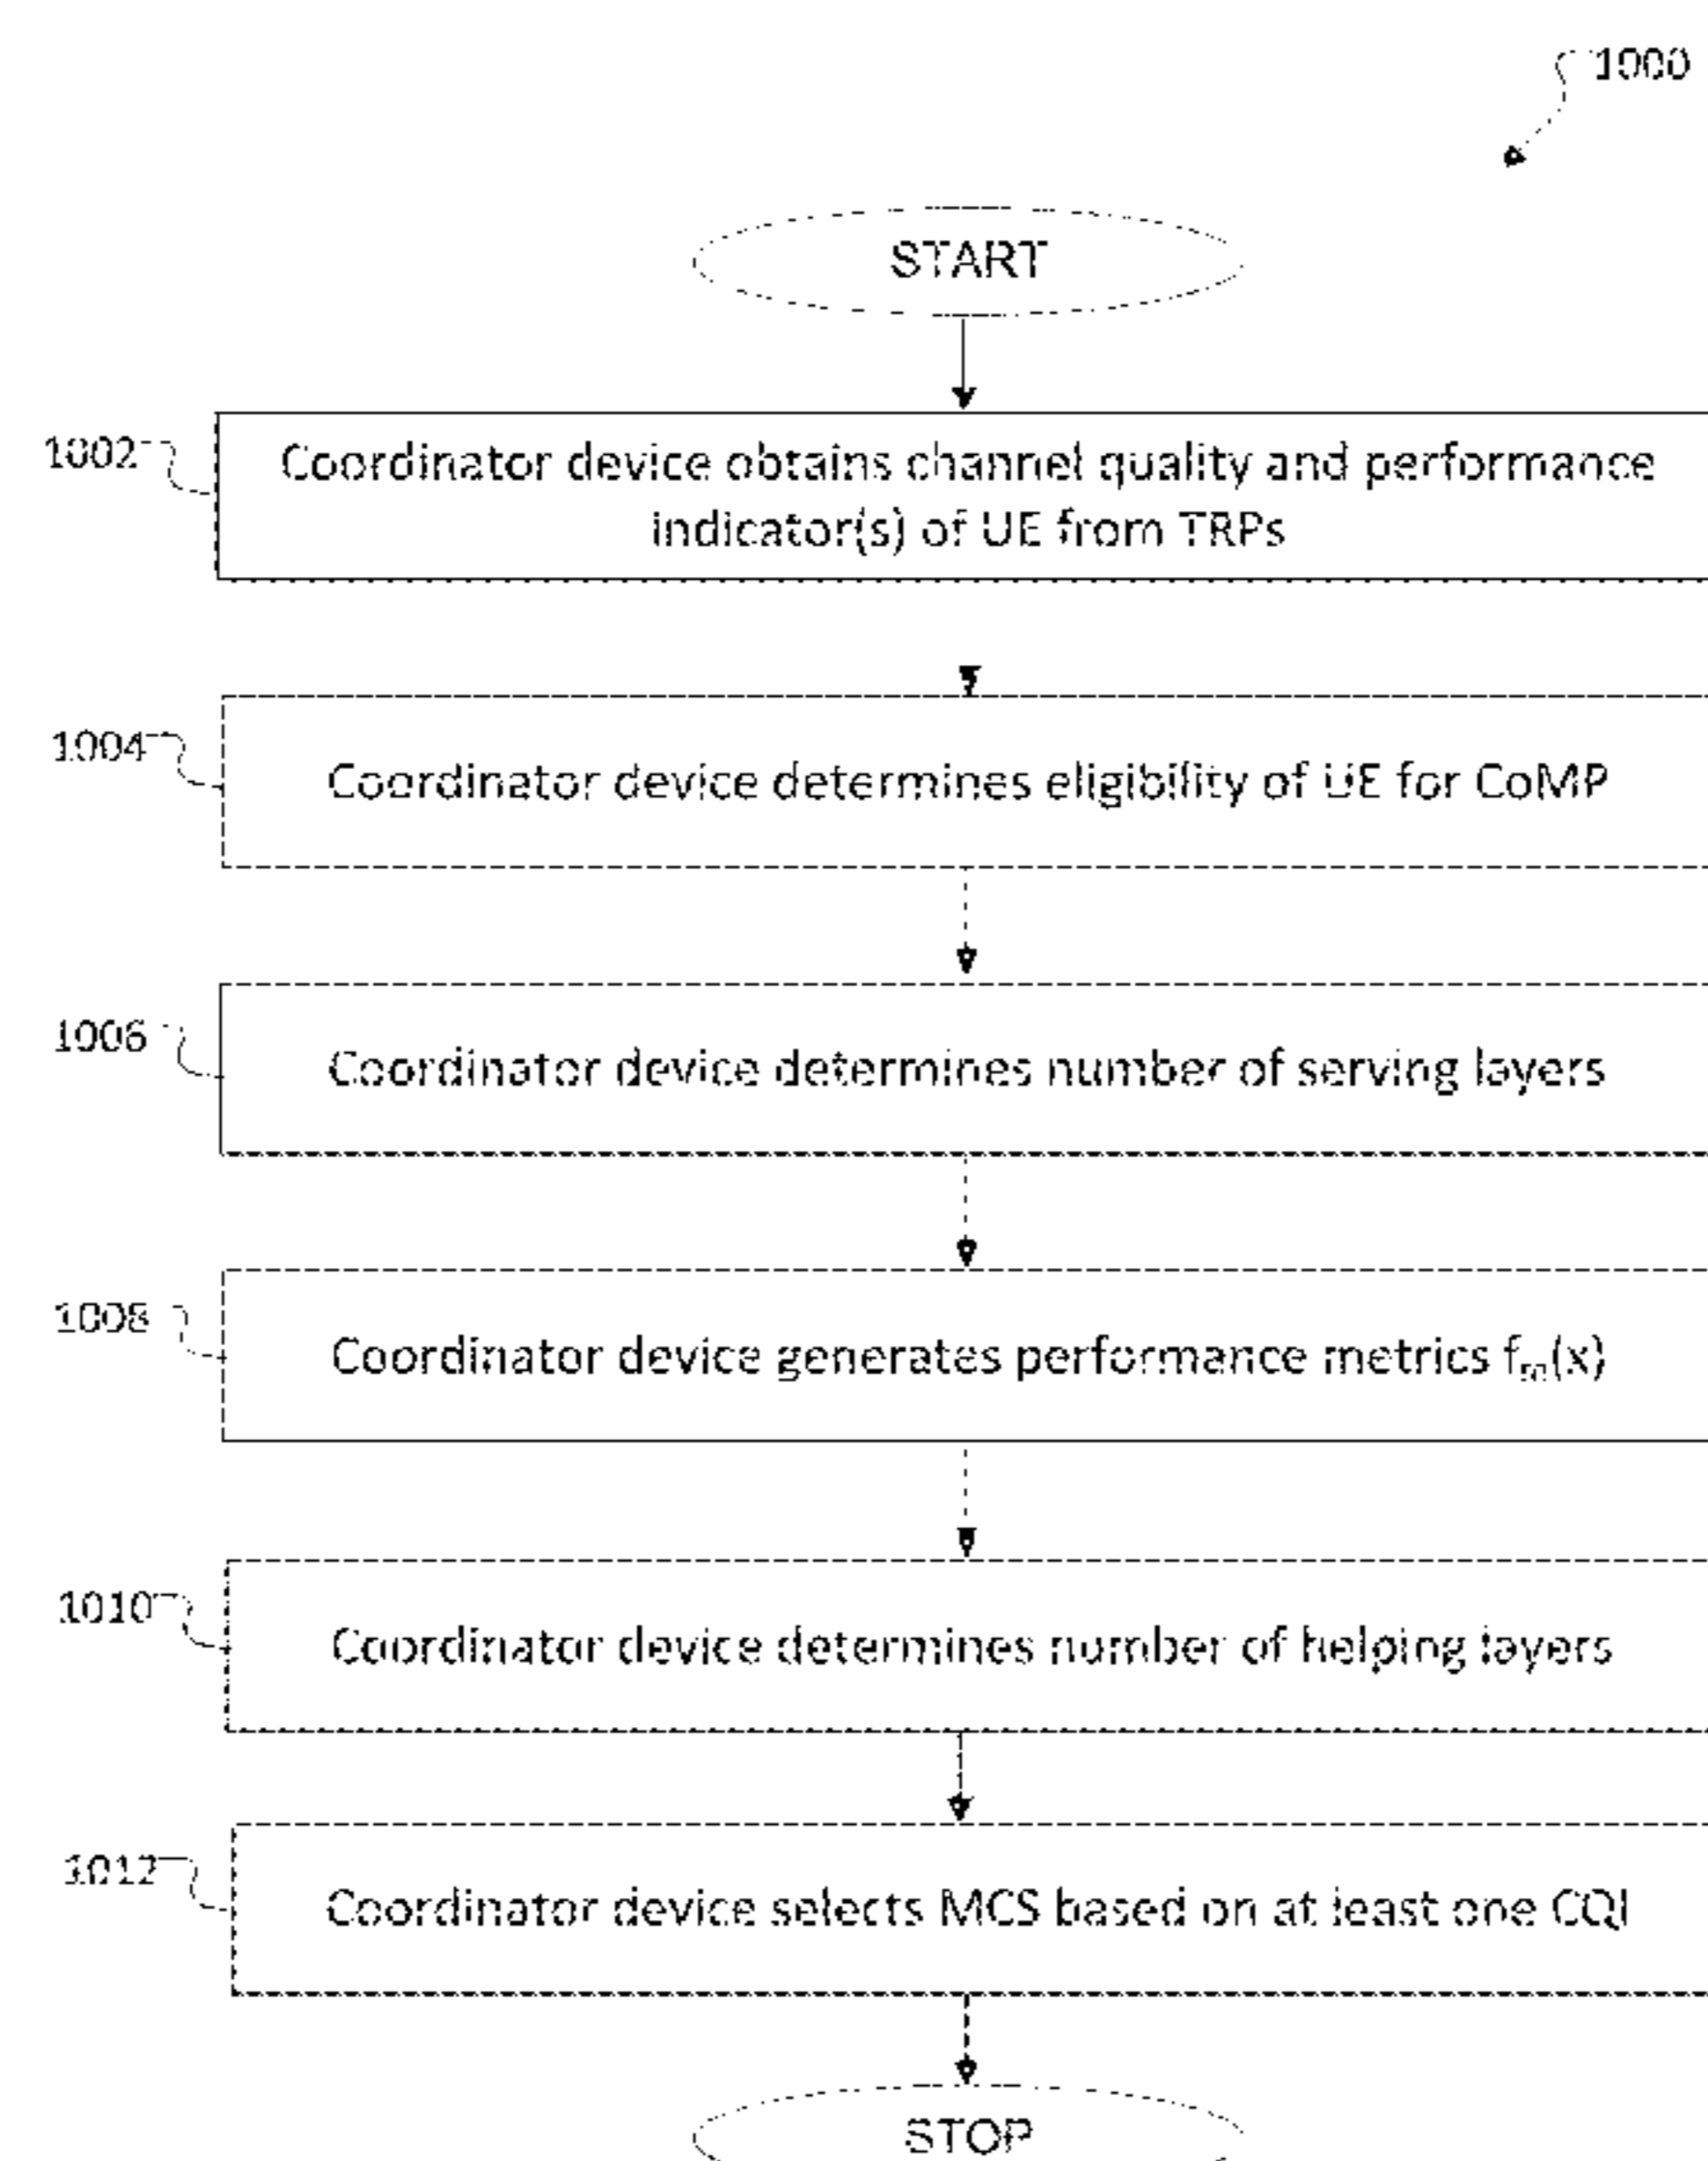 1000
START
1002
Coordinator device obtains channel quality and performance
indicator(s) of UE from TRPs
1004
Coordinator device determines eligibility of UE for CoMP
1006
Coordinator device determines number of serving layers
1008
Coordinator device generates performance metrics fm(x)
1010
Coordinator device determines number of helping layers
1012
Coordinator device selects MCS based on at least one CQI
STOP